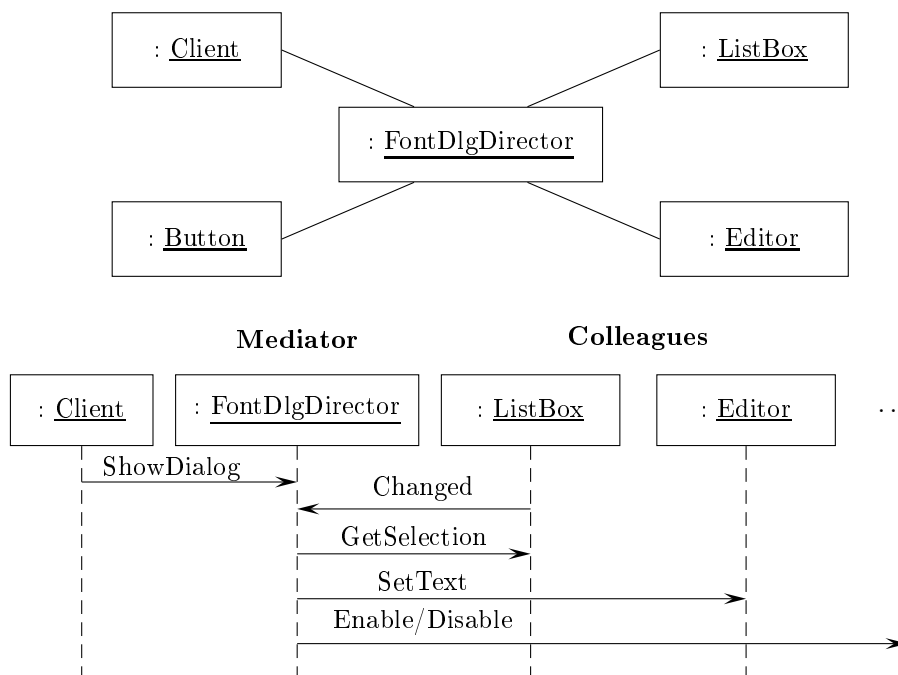 : Client
: ListBox
: FontDlgDirector
: Button
: Editor
Mediator
Colleagues
: Client
: FontDlgDirector
: ListBox
: Editor
. .
ShowDialog
Changed
GetSelection
SetText
Enable/Disable